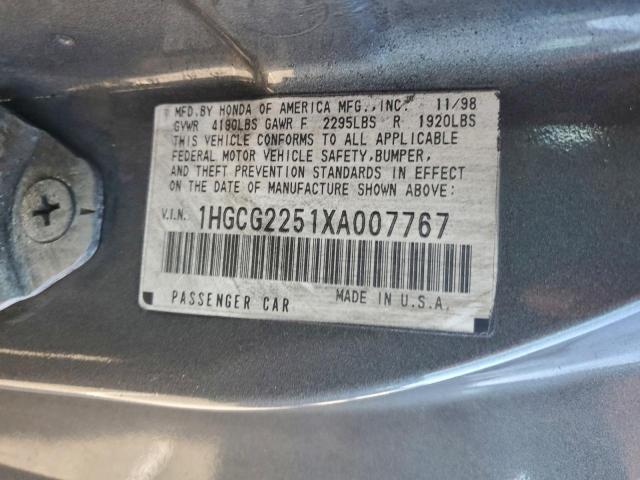 MFD.BY HONDA OF AMERICA MFG.,INC. 11/98
GVWR 4180LBS GAWR F 2295LBS R 1920LBS
THIS VEHICLE CONFORMS TO ALL APPLICABLE
FEDERAL MOTOR VEHICLE SAFETY,BUMPER,
AND THEFT PREVENTION STANDARDS IN EFFECT
ON THE DATE OF MANUFACTURE SHOWN ABOVE:
V.I.N. 1HGCG2251XA007767
PASSENGER CAR MADE IN U.S.A.